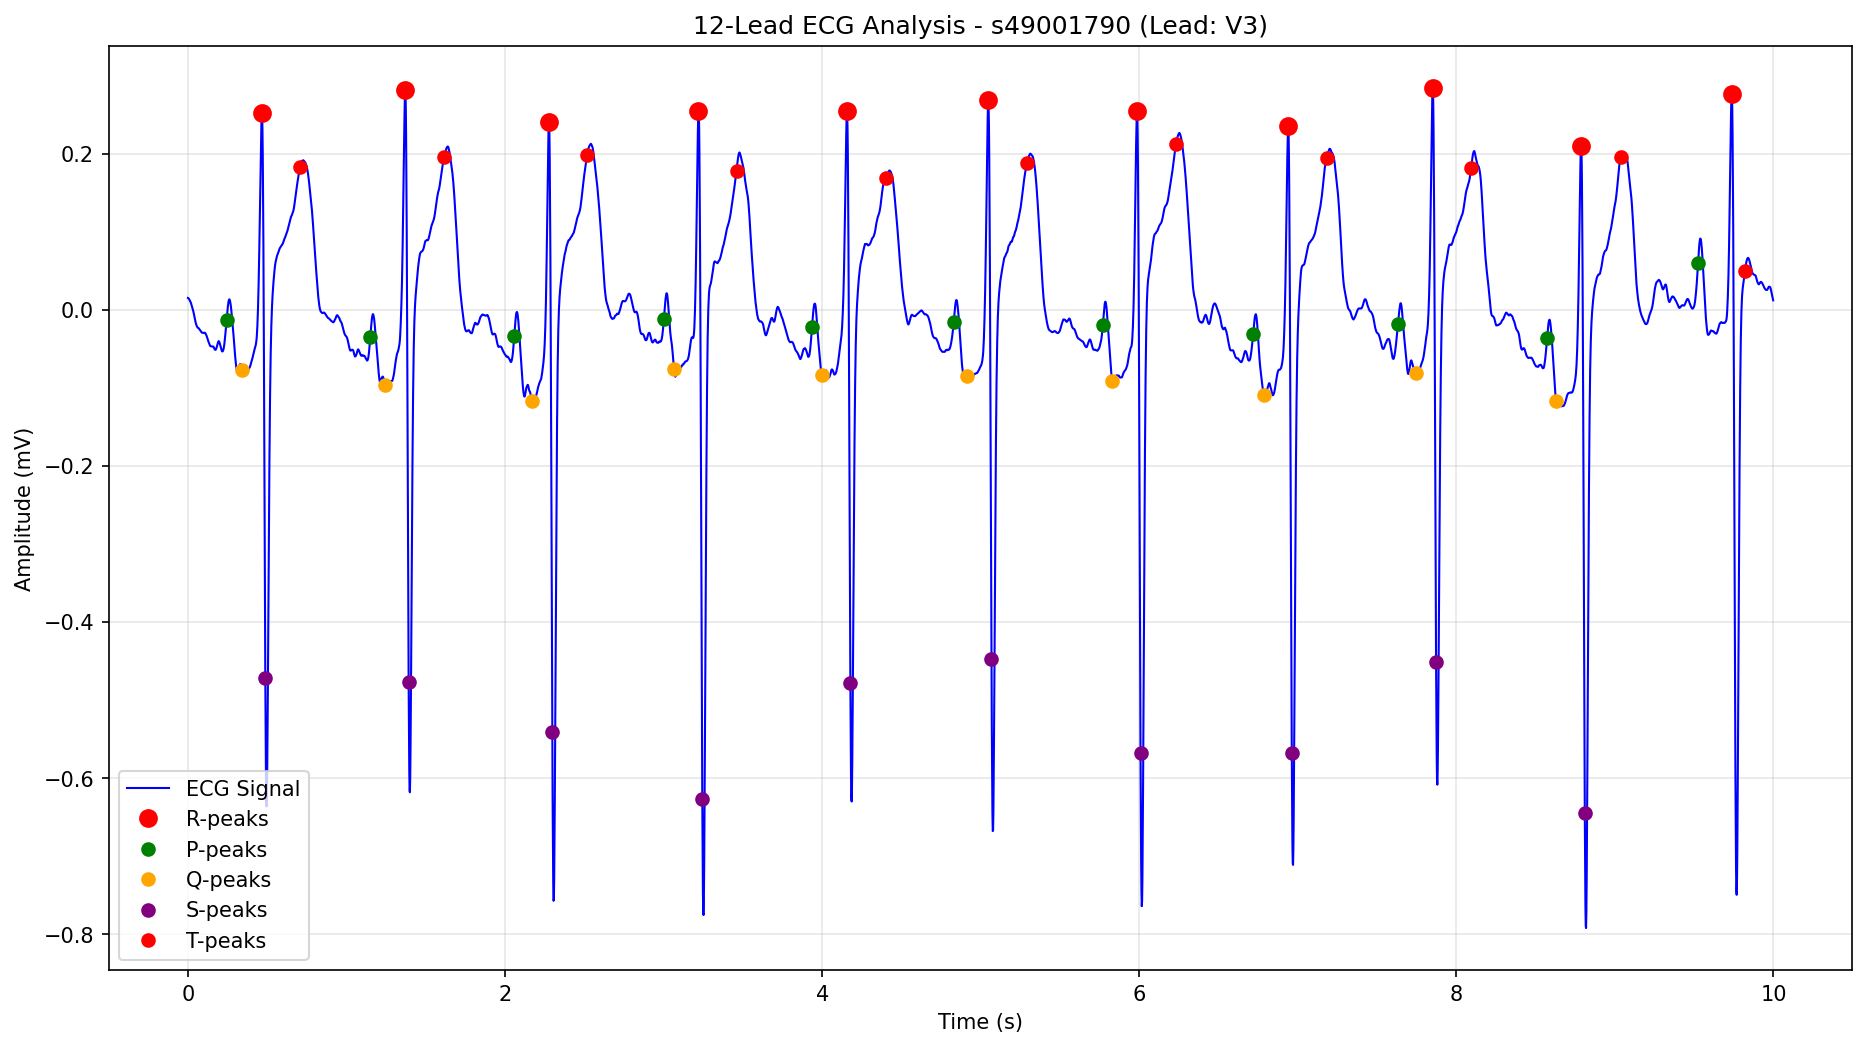 12-Lead ECG Analysis - s49001790 (Lead: V3)
Amplitude (mV)
0.2
0.0
−0.2
−0.4
−0.6
−0.8
ECG Signal
R-peaks
P-peaks
Q-peaks
S-peaks
T-peaks
0 2 4 6 8 10
Time (s)